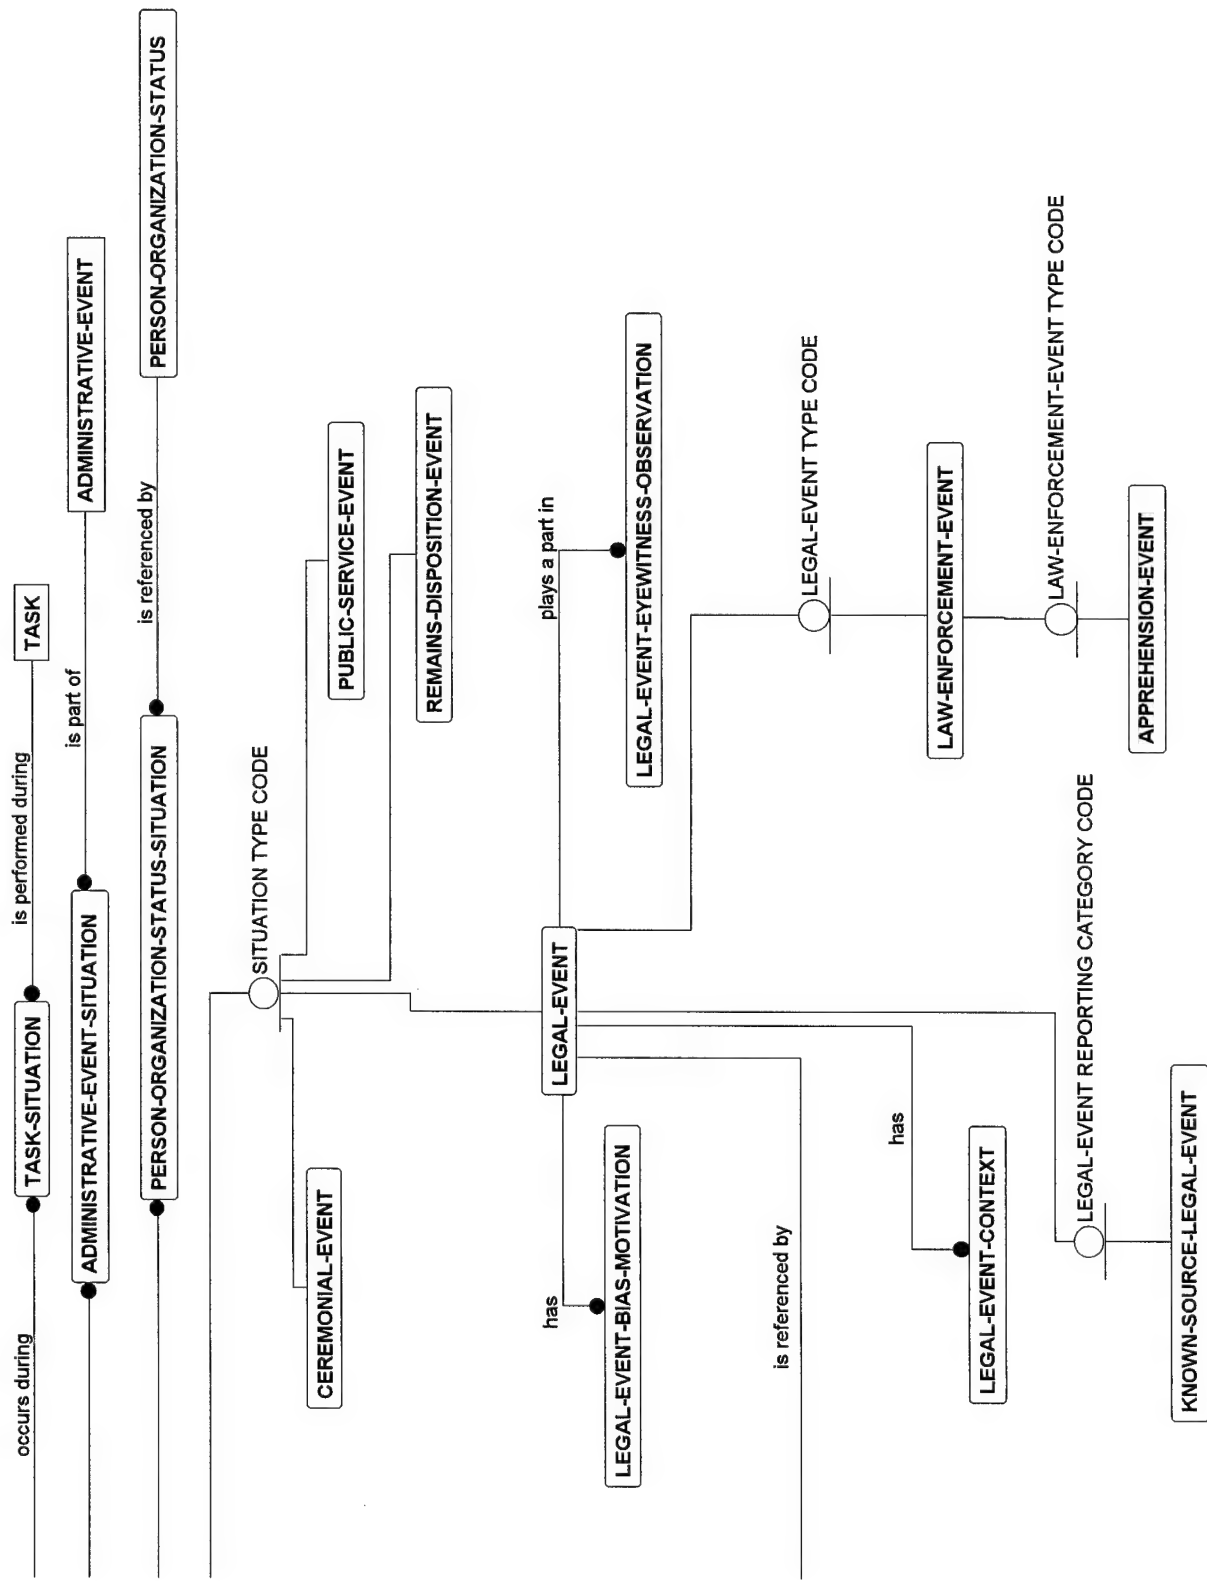 occurs during
TASK-SITUATION
is performed during
TASK
ADMINISTRATIVE-EVENT-SITUATION
is part of
ADMINISTRATIVE-EVENT
PERSON-ORGANIZATION-STATUS-SITUATION
is referenced by
PERSON-ORGANIZATION-STATUS
SITUATION TYPE CODE
CEREMONIAL-EVENT
PUBLIC-SERVICE-EVENT
REMAINS-DISPOSITION-EVENT
LEGAL-EVENT
has
plays a part in
LEGAL-EVENT-BIAS-MOTIVATION
LEGAL-EVENT-EYEWITNESS-OBSERVATION
is referenced by
LEGAL-EVENT TYPE CODE
has
LAW-ENFORCEMENT-EVENT
LEGAL-EVENT-CONTEXT
LAW-ENFORCEMENT-EVENT TYPE CODE
LEGAL-EVENT REPORTING CATEGORY CODE
APPREHENSION-EVENT
KNOWN-SOURCE-LEGAL-EVENT